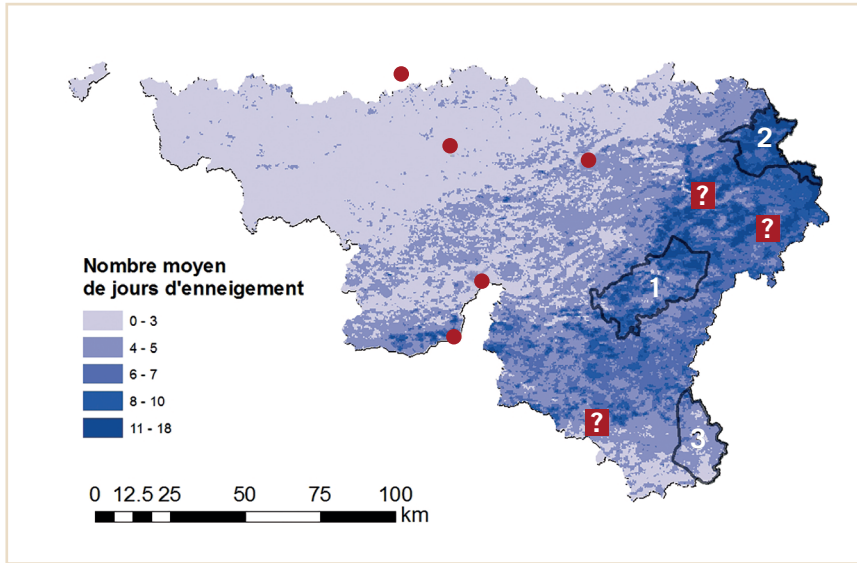 2
?
?
1
?
3
Nombre moyen
de jours d'enneigement
0 - 3
4 - 5
6 - 7
8 - 10
11 - 18
0 12.5 25 50 75 100
km